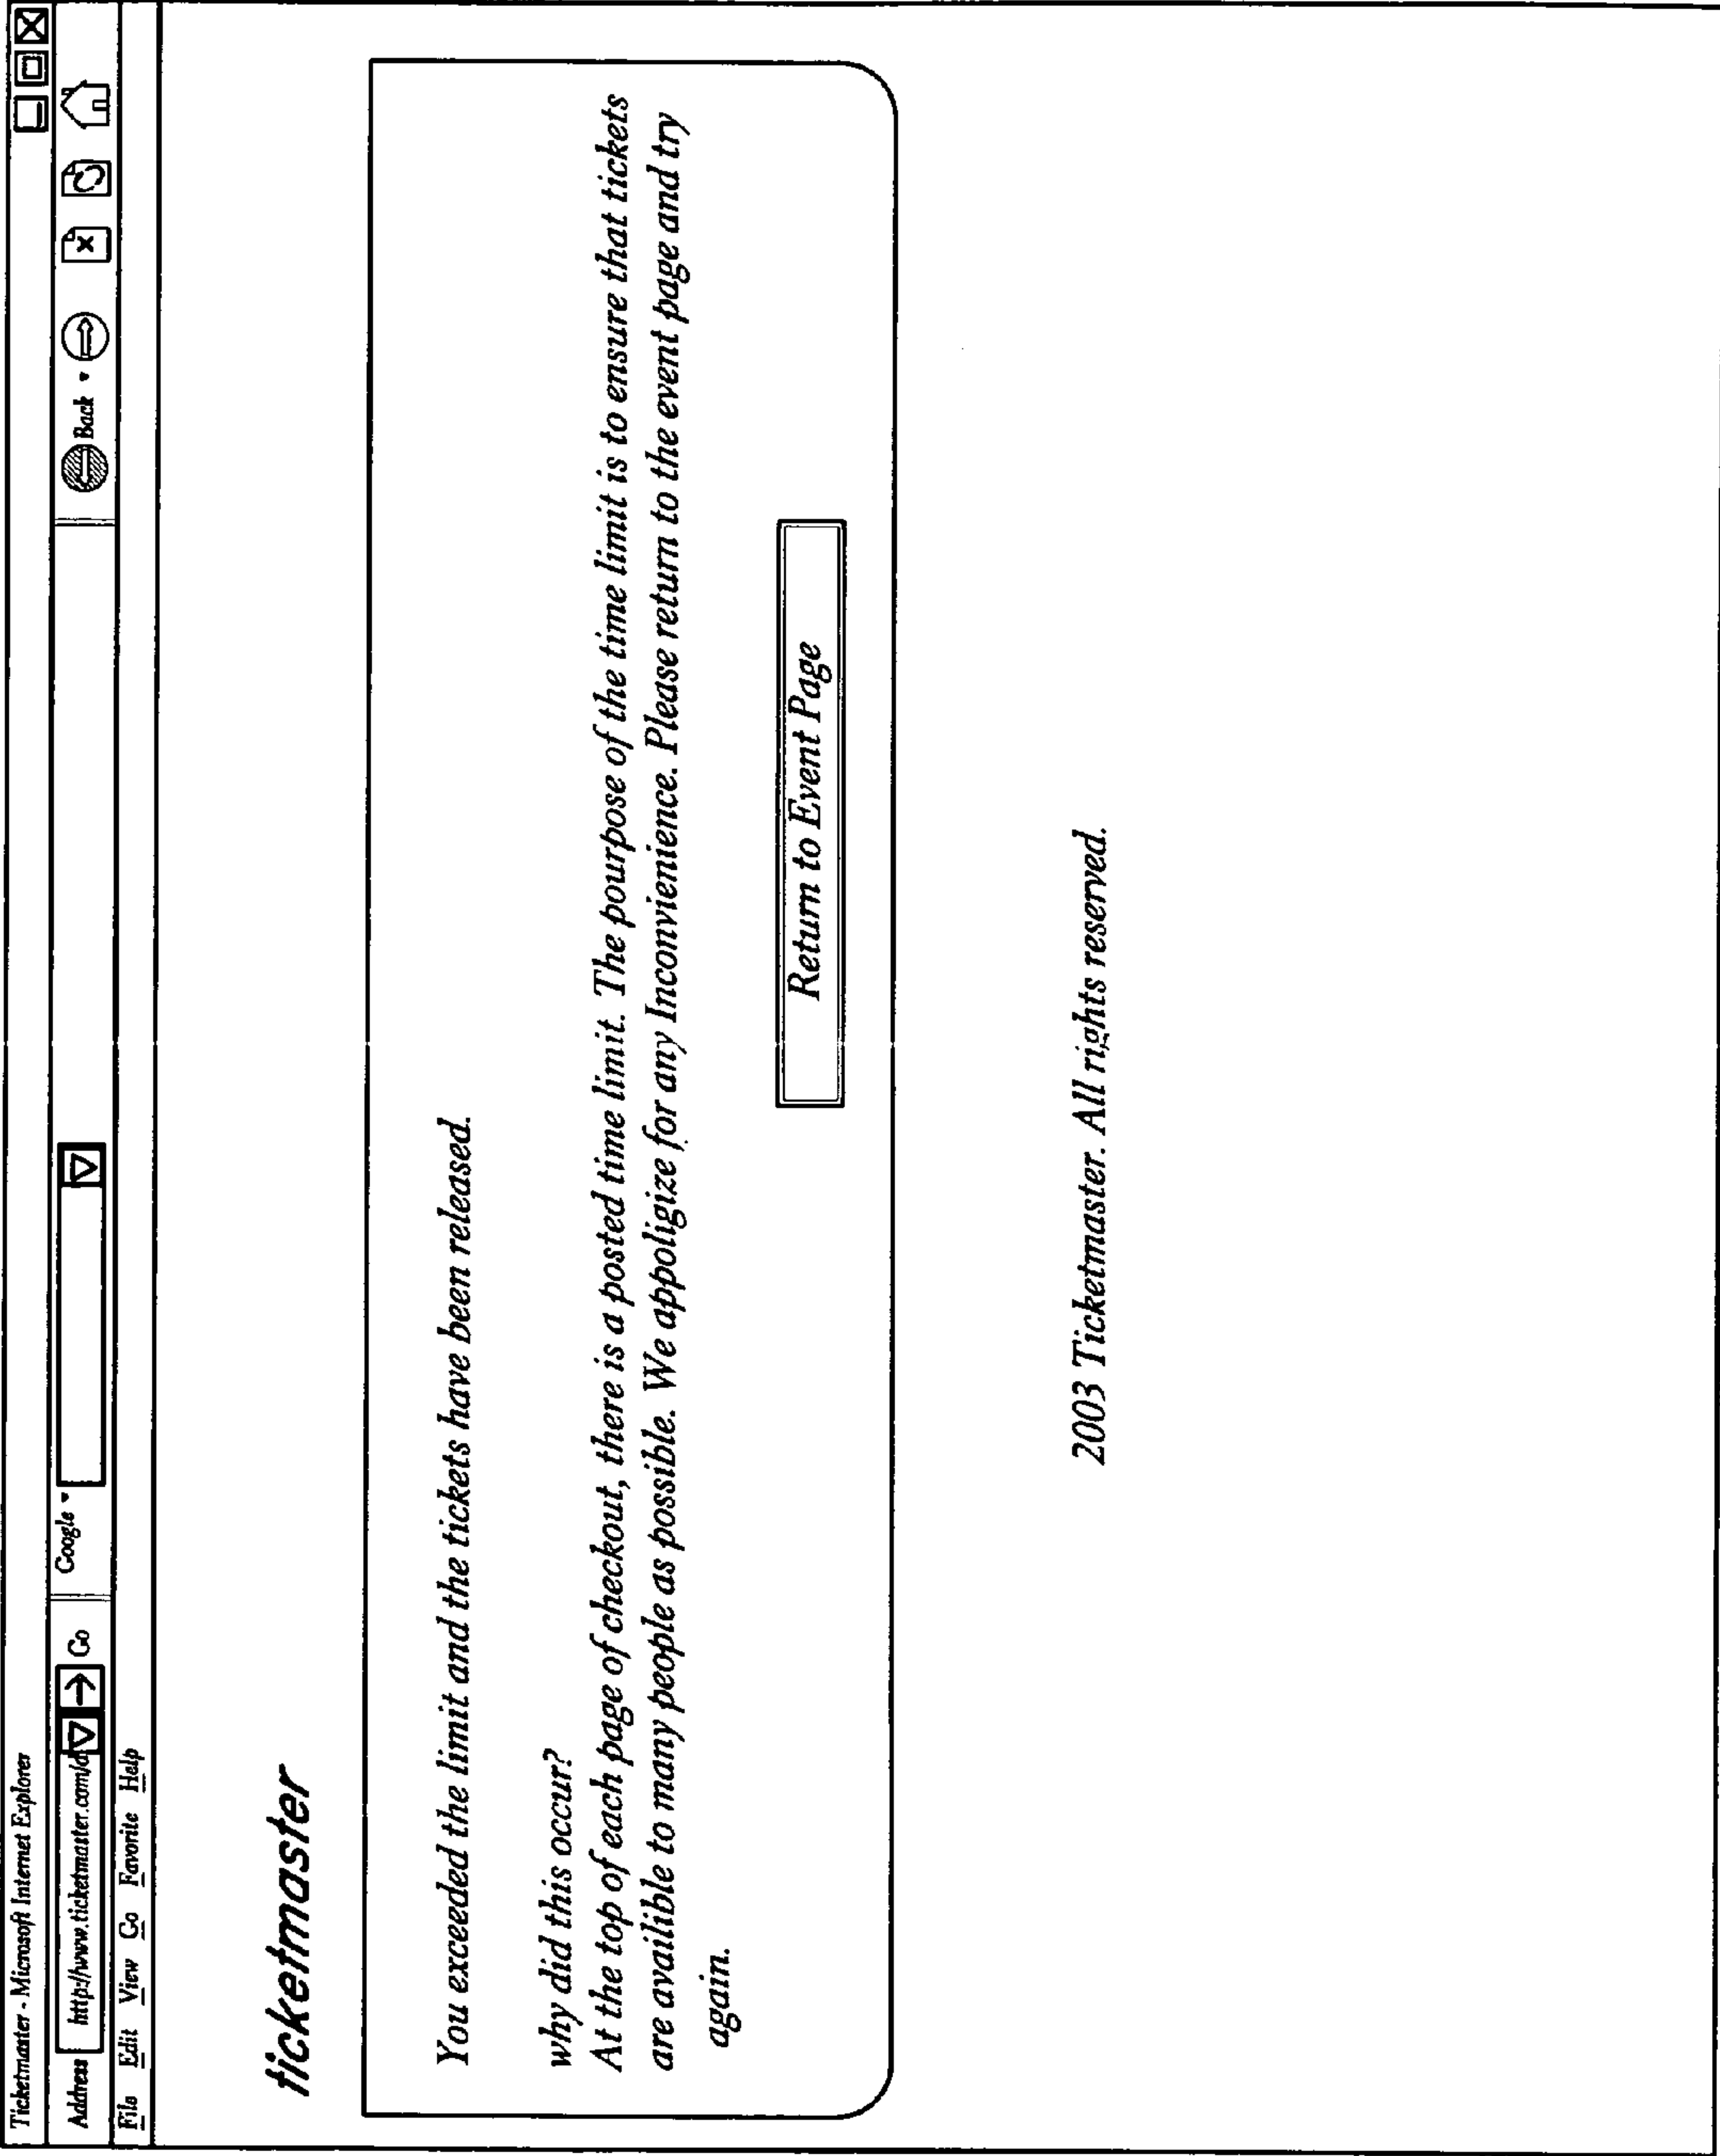 Ticketmaster - Microsoft Internet Explorer
Address http://www.ticketmaster.com/d Go Google Back
File Edit View Go Favorite Help
ticketmaster
You exceeded the limit and the tickets have been released.
why did this occur?
At the top of each page of checkout, there is a posted time limit. The pourpose of the time limit is to ensure that tickets
are availible to many people as possible. We appoligize for any Inconvienience. Please return to the event page and try
again.
Return to Event Page
2003 Ticketmaster. All rights reserved.